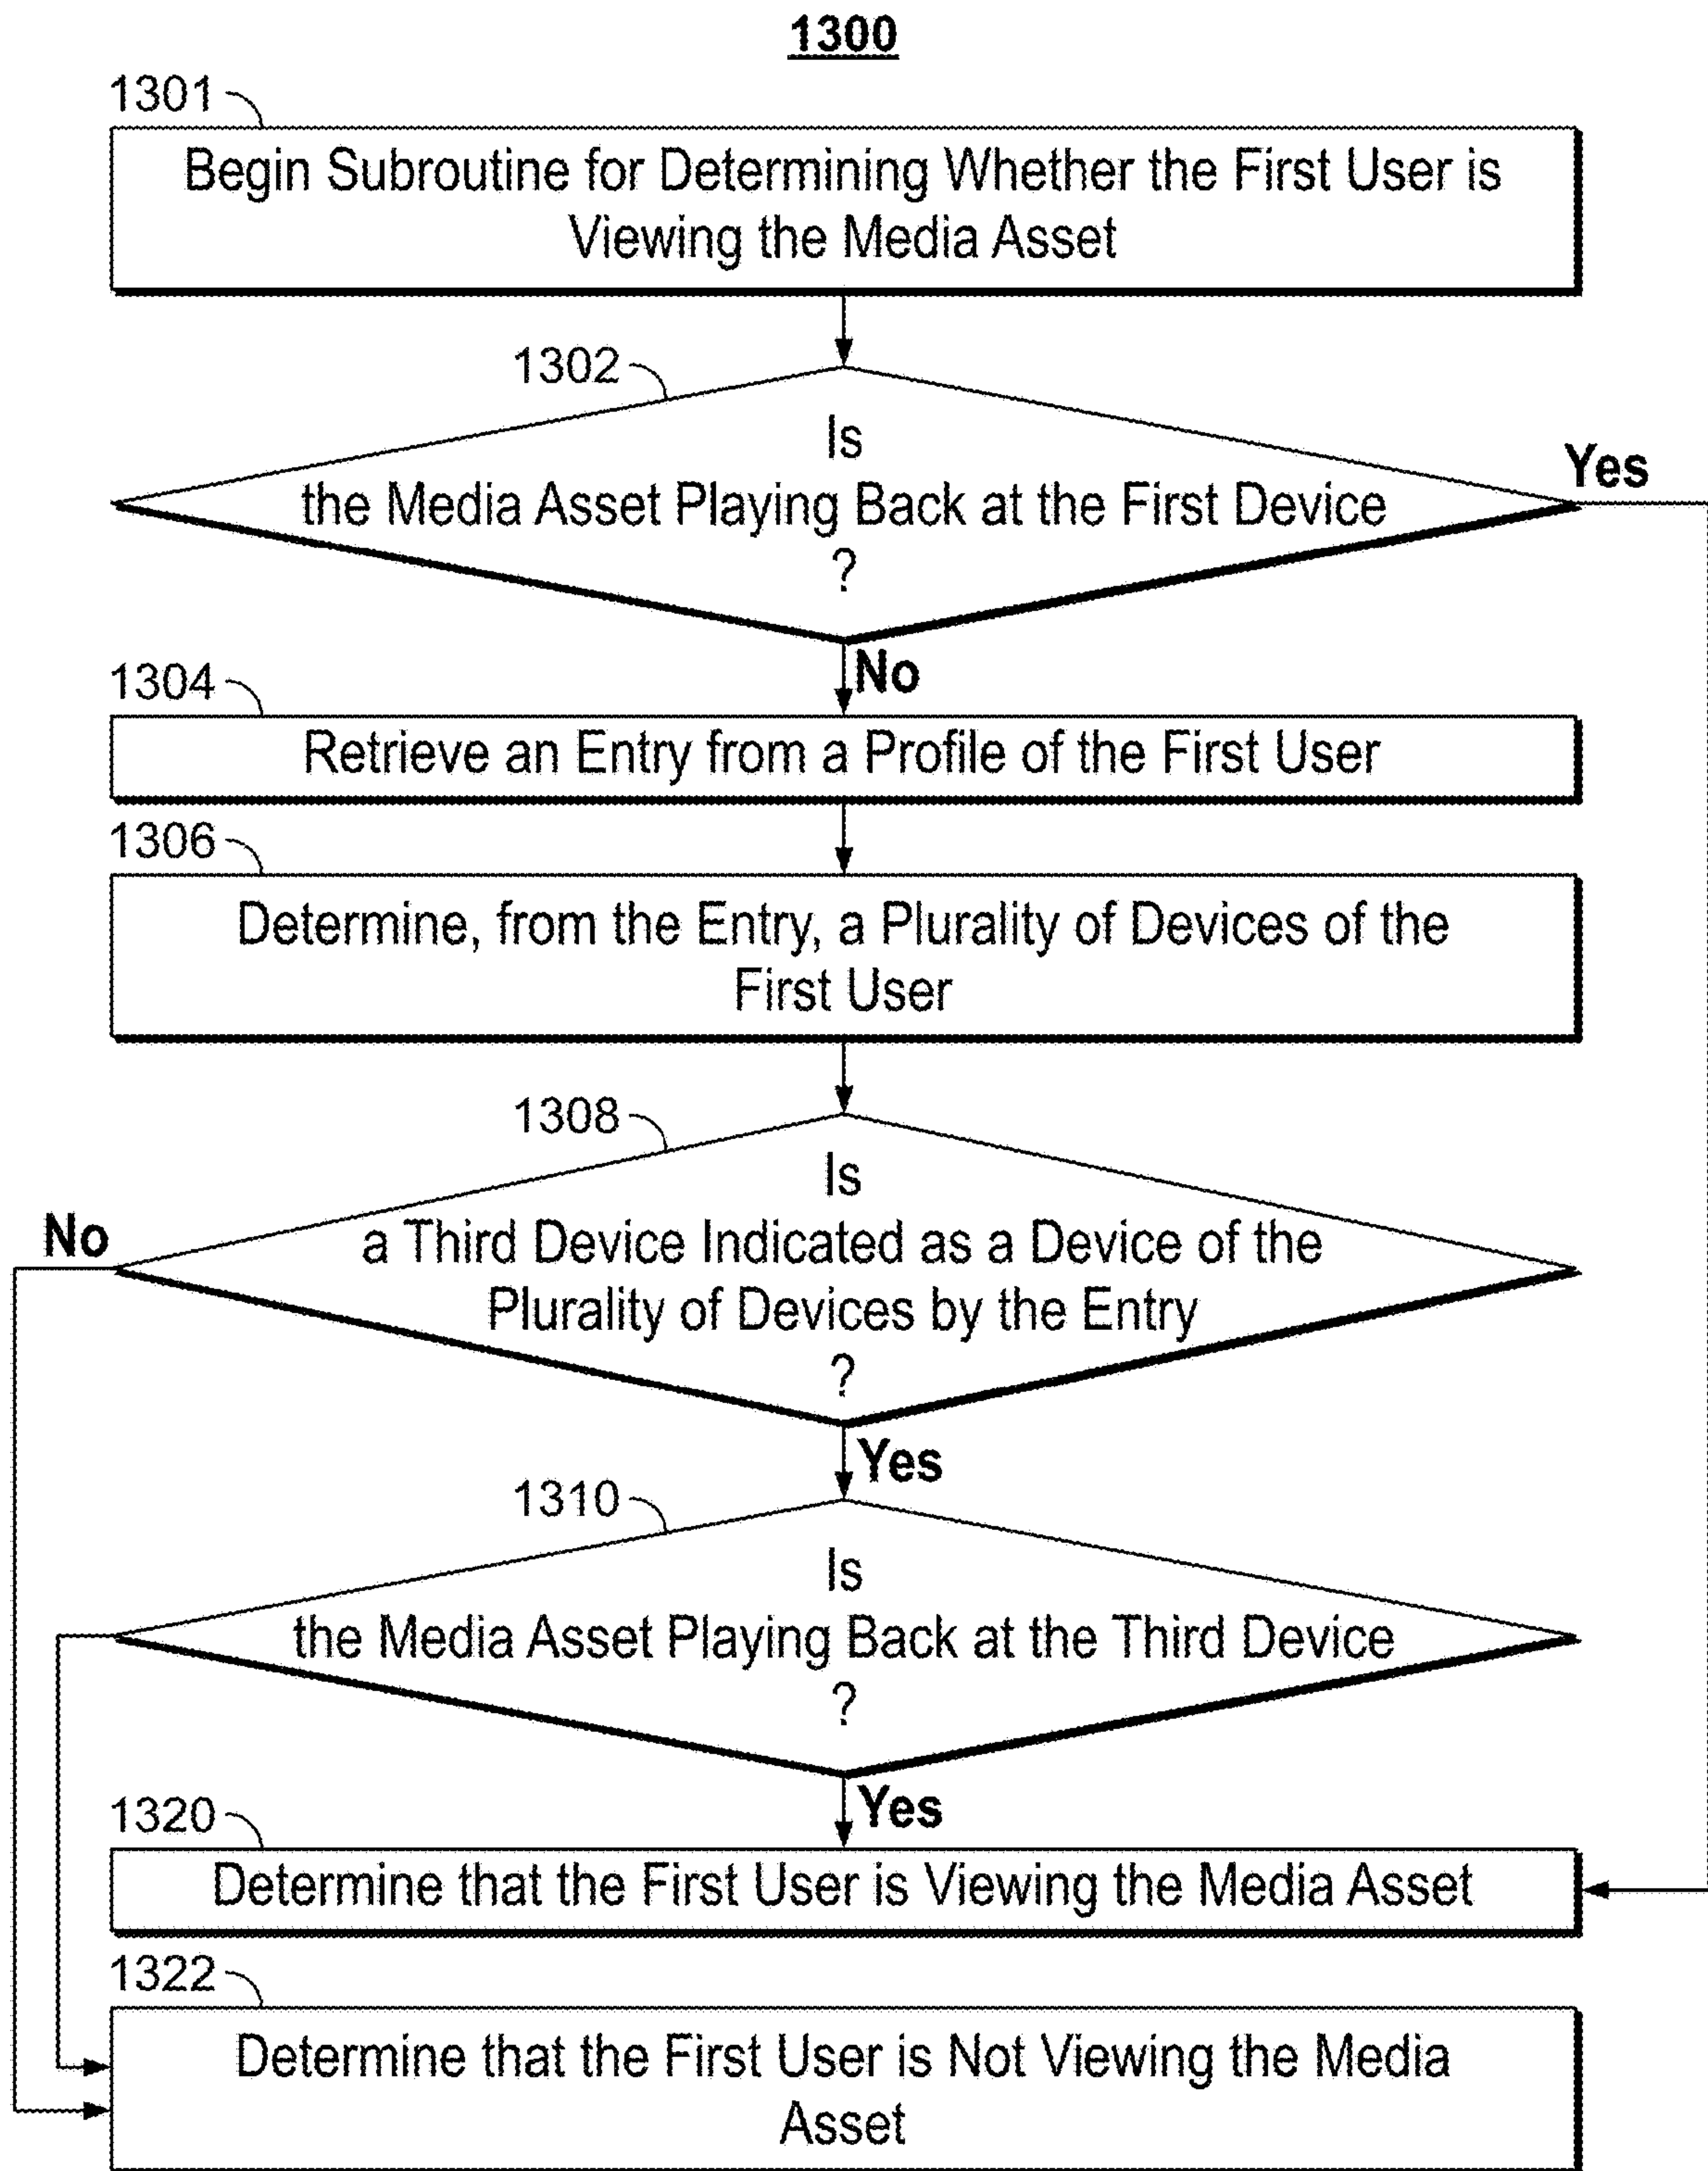 1300
1301
Begin Subroutine for Determining Whether the First User is
Viewing the Media Asset
1302
Is
the Media Asset Playing Back at the First Device
?
Yes
No
1304
Retrieve an Entry from a Profile of the First User
1306
Determine, from the Entry, a Plurality of Devices of the
First User
1308
Is
a Third Device Indicated as a Device of the
Plurality of Devices by the Entry
?
No
Yes
1310
Is
the Media Asset Playing Back at the Third Device
?
Yes
1320
Determine that the First User is Viewing the Media Asset
1322
Determine that the First User is Not Viewing the Media
Asset